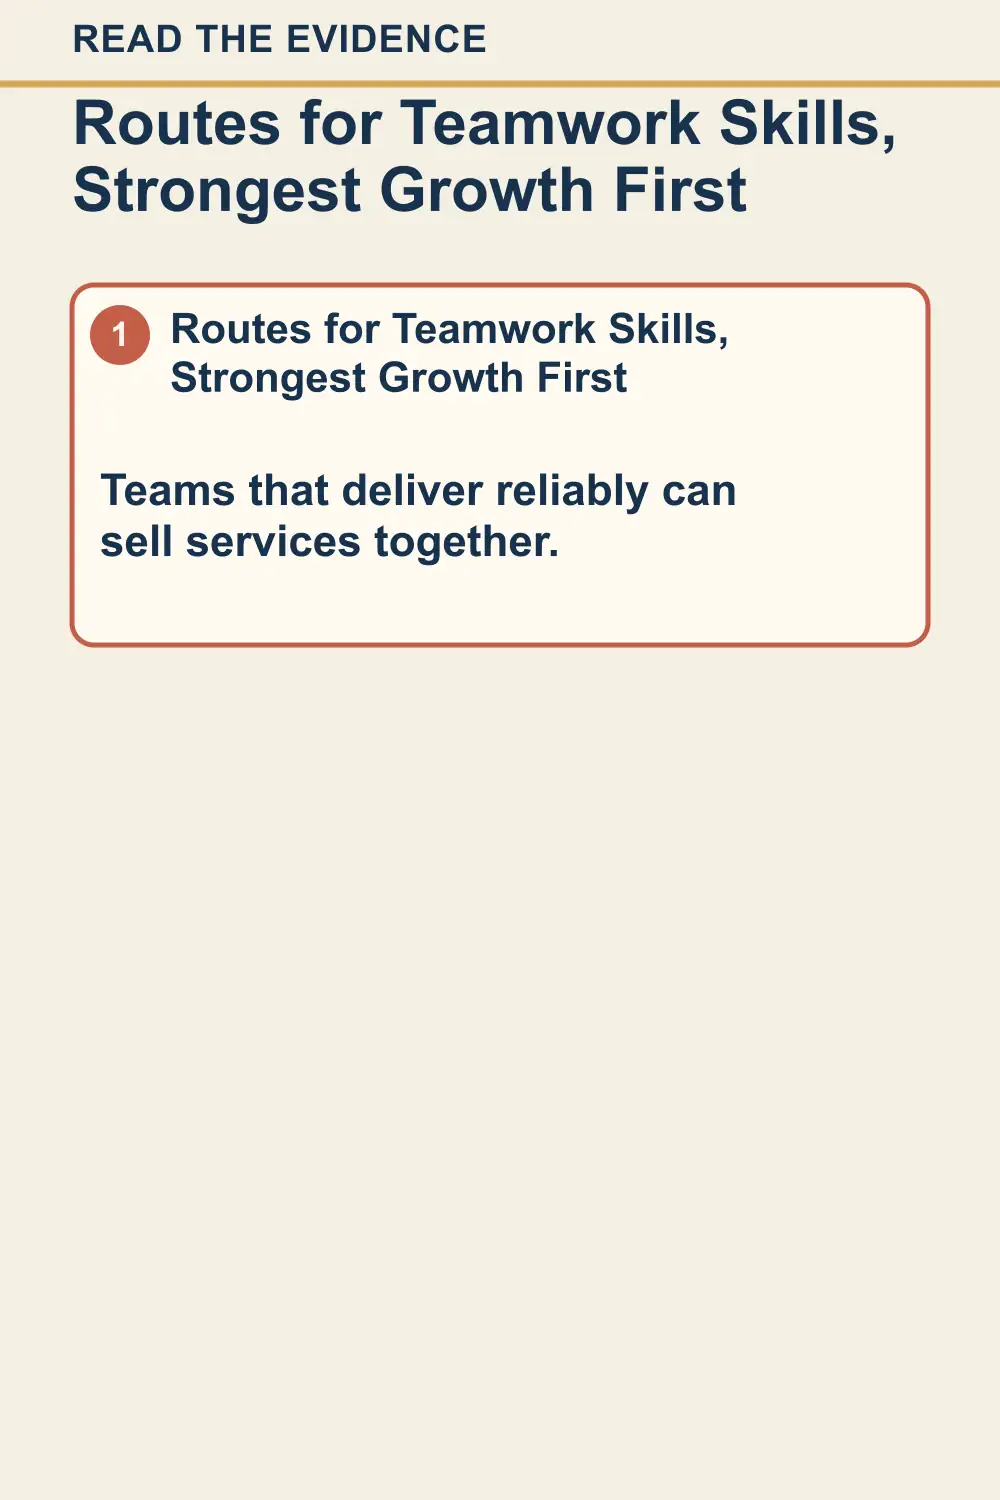 READ THE EVIDENCE
Routes for Teamwork Skills,
Strongest Growth First
1
Routes for Teamwork Skills,
Strongest Growth First
Teams that deliver reliably can
sell services together.